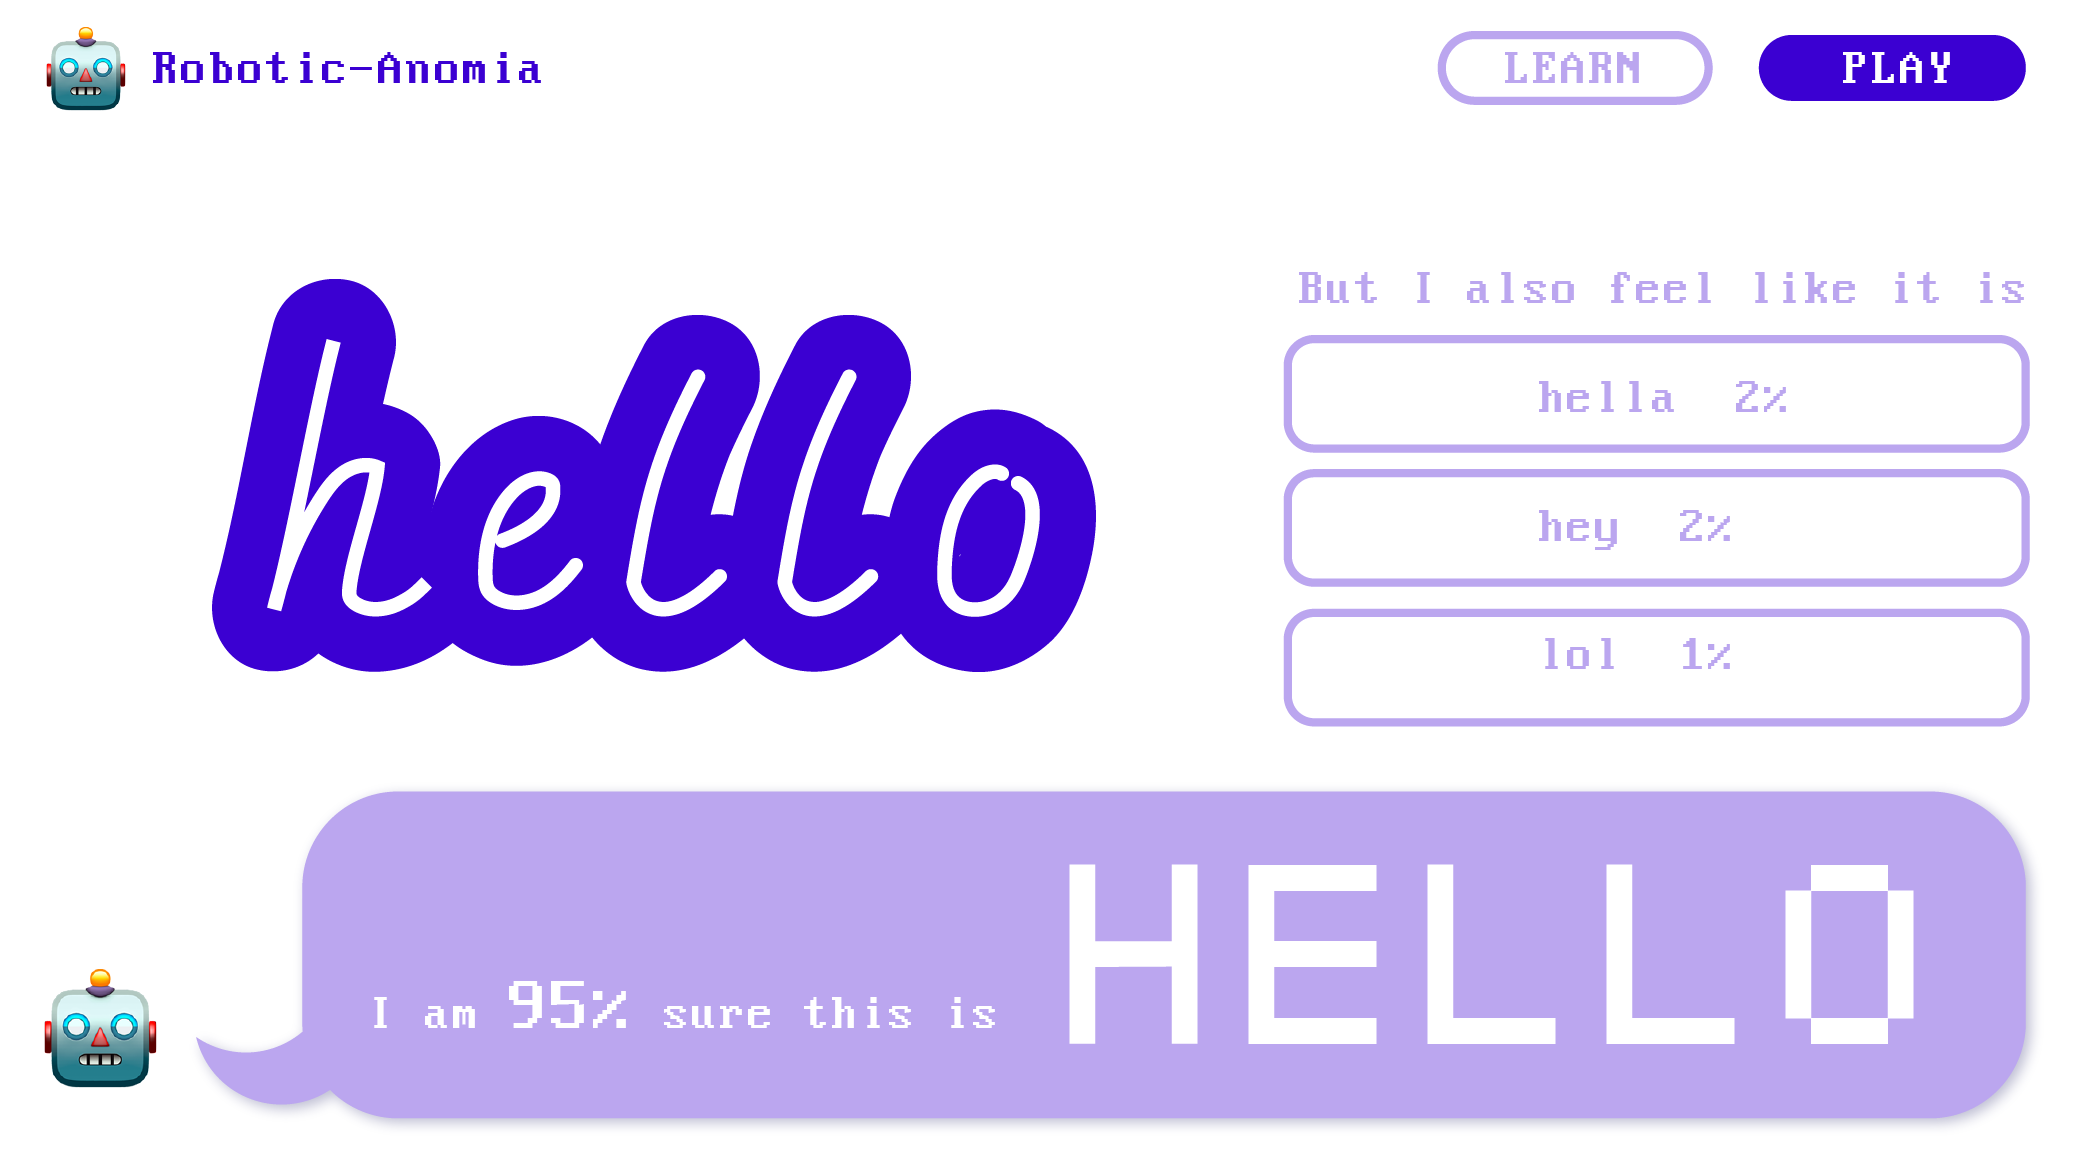 Robotic-Anomia
LEARN
PLAY
hello
But I also feel like it is
hella 2%
hey 2%
lol 1%
I am 95% sure this is HELLO